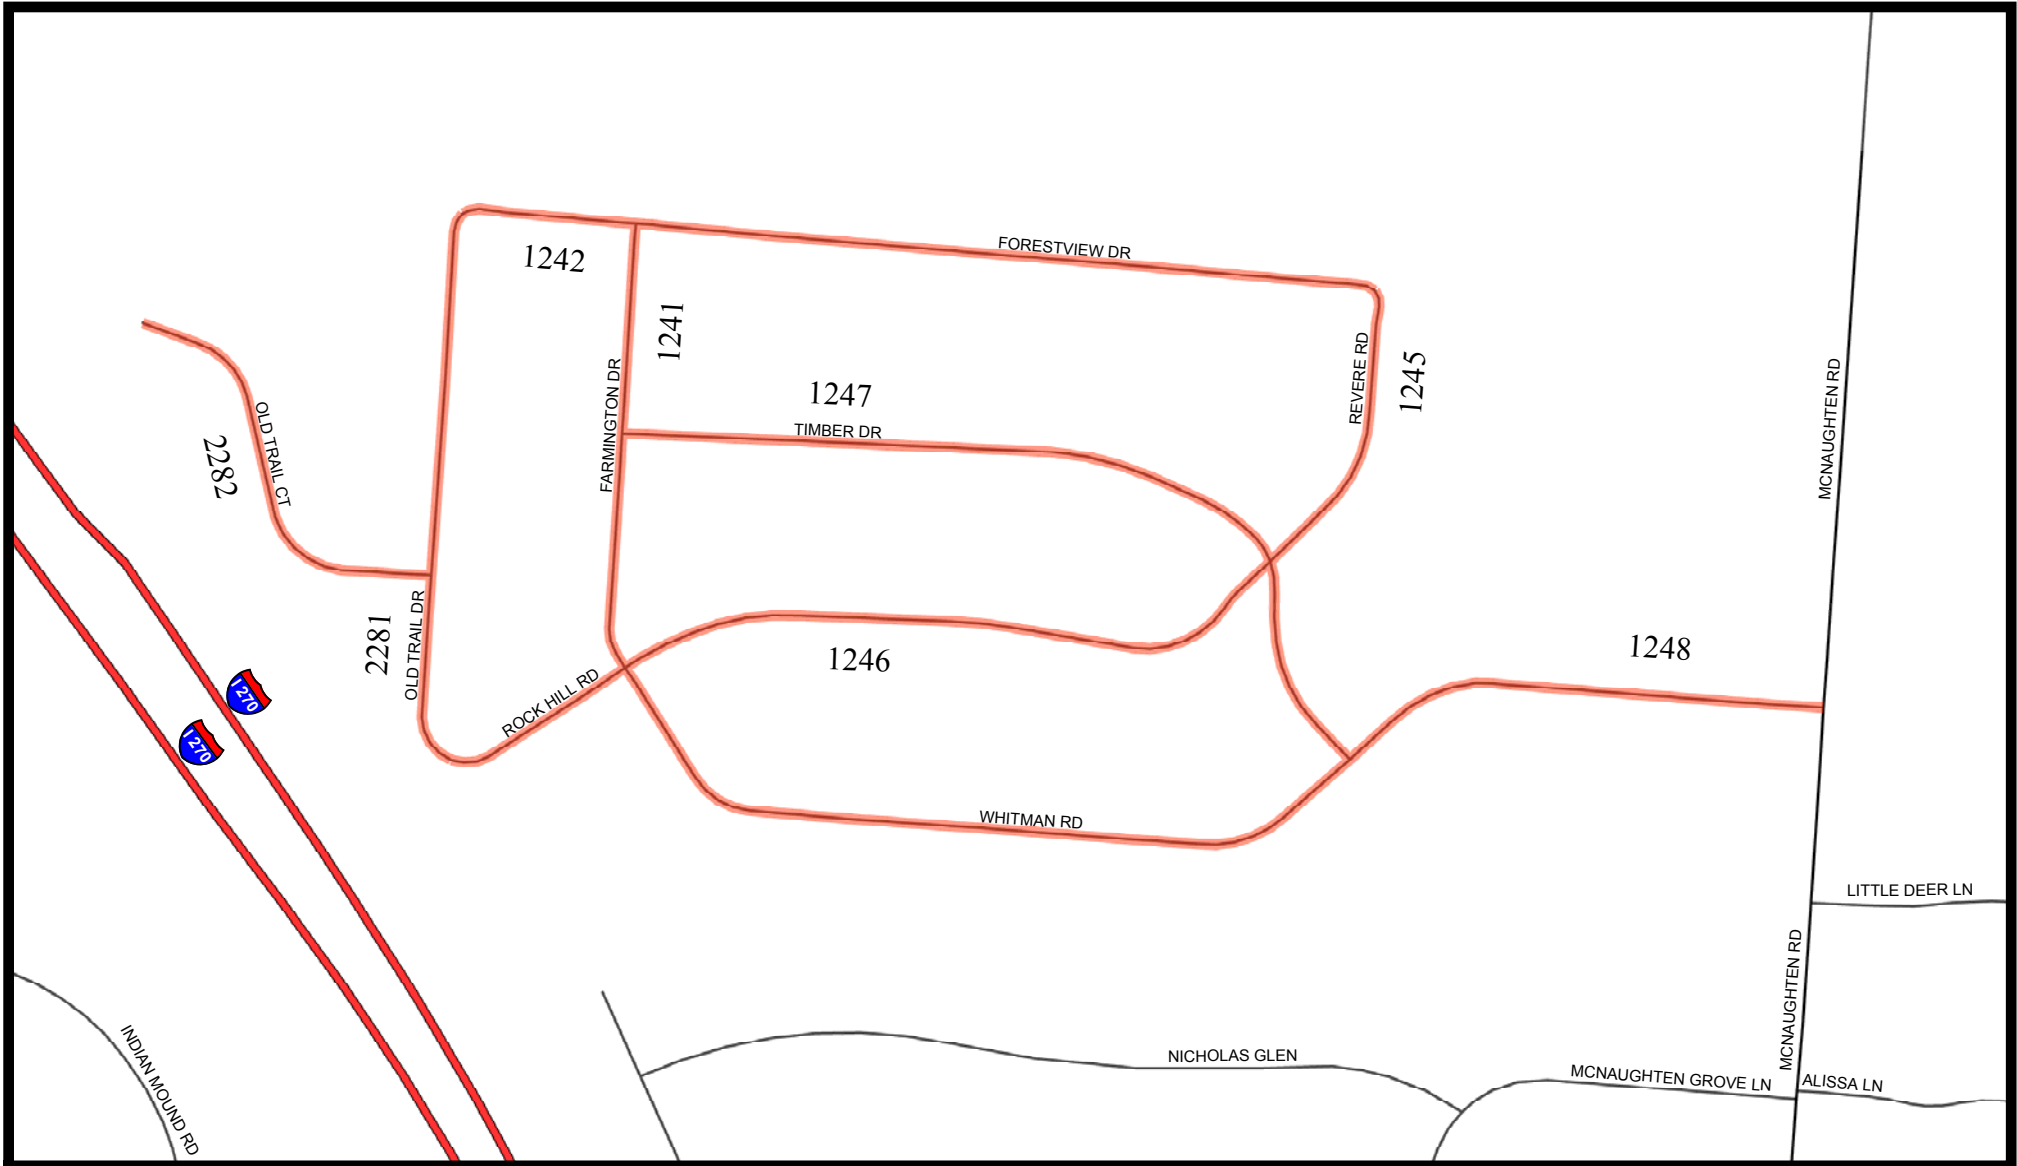 FORESTVIEW DR
1242
1241
1247
TIMBER DR
FARMINGTON DR
REVERE RD
1245
MCNAUGHTEN RD
OLD TRAIL CT
2282
2281
OLD TRAIL DR
ROCK HILL RD
1246
1248
I 270
I 270
WHITMAN RD
LITTLE DEER LN
MCNAUGHTEN RD
INDIAN MOUND RD
NICHOLAS GLEN
MCNAUGHTEN GROVE LN
ALISSA LN